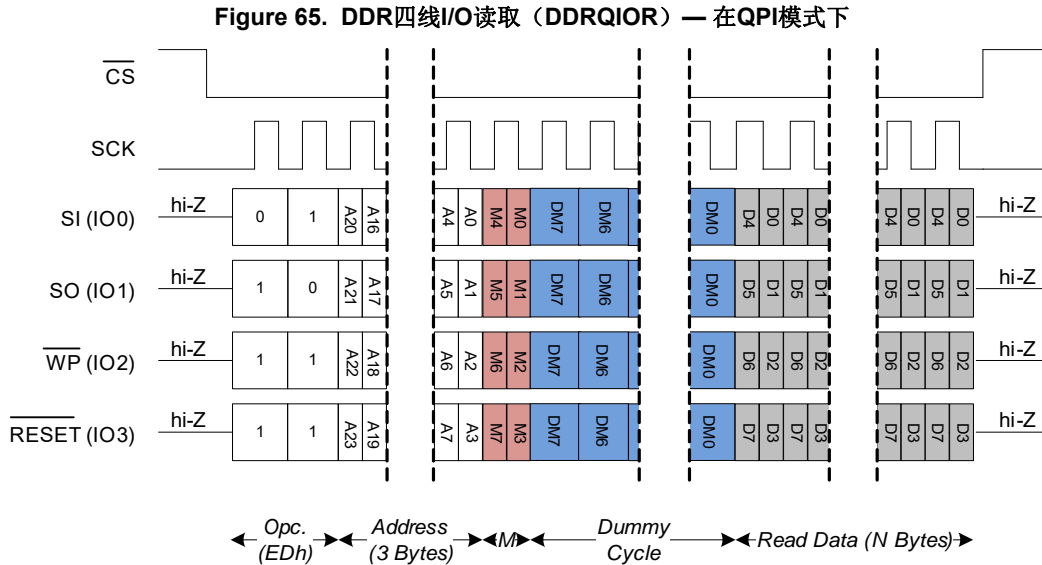 Figure 65. DDR四线I/O读取（DDRQIOR）— 在QPI模式下
CS
SCK
SI (IO0) hi-Z 0 1 A20 A16 A4 A0 M4 M0 DM7 DM6 DM0 D4 D0 D4 D0 D4 D0 D4 D0 hi-Z
SO (IO1) hi-Z 1 0 A21 A17 A5 A1 M5 M1 DM7 DM6 DM0 D5 D1 D5 D1 D5 D1 D5 D1 hi-Z
WP (IO2) hi-Z 1 1 A22 A18 A6 A2 M6 M2 DM7 DM6 DM0 D6 D2 D6 D2 D6 D2 D6 D2 hi-Z
RESET (IO3) hi-Z 1 1 A23 A19 A7 A3 M7 M3 DM7 DM6 DM0 D7 D3 D7 D3 D7 D3 D7 D3 hi-Z
Opc. Address M Dummy Read Data (N Bytes)
(EDh) (3 Bytes) Cycle